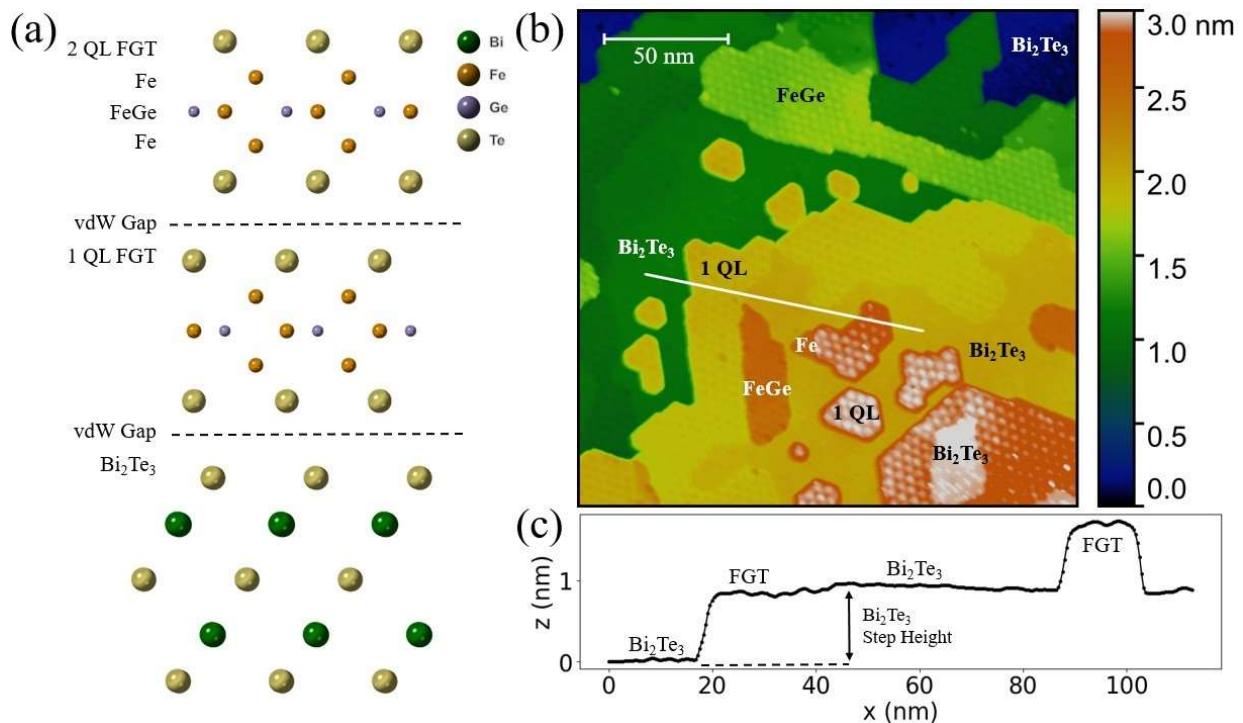 (a)
2 QL FGT
Fe
FeGe
Fe
vdW Gap
1 QL FGT
vdW Gap
Bi₂Te₃
Bi
Fe
Ge
Te
(b)
50 nm
Bi₂Te₃
FeGe
Bi₂Te₃
1 QL
Fe
Bi₂Te₃
FeGe
1 QL
Bi₂Te₃
3.0 nm
2.5
2.0
1.5
1.0
0.5
0.0
(c)
z (nm)
1
0
Bi₂Te₃
FGT
Bi₂Te₃
FGT
Bi₂Te₃
Step Height
0 20 40 60 80 100
x (nm)